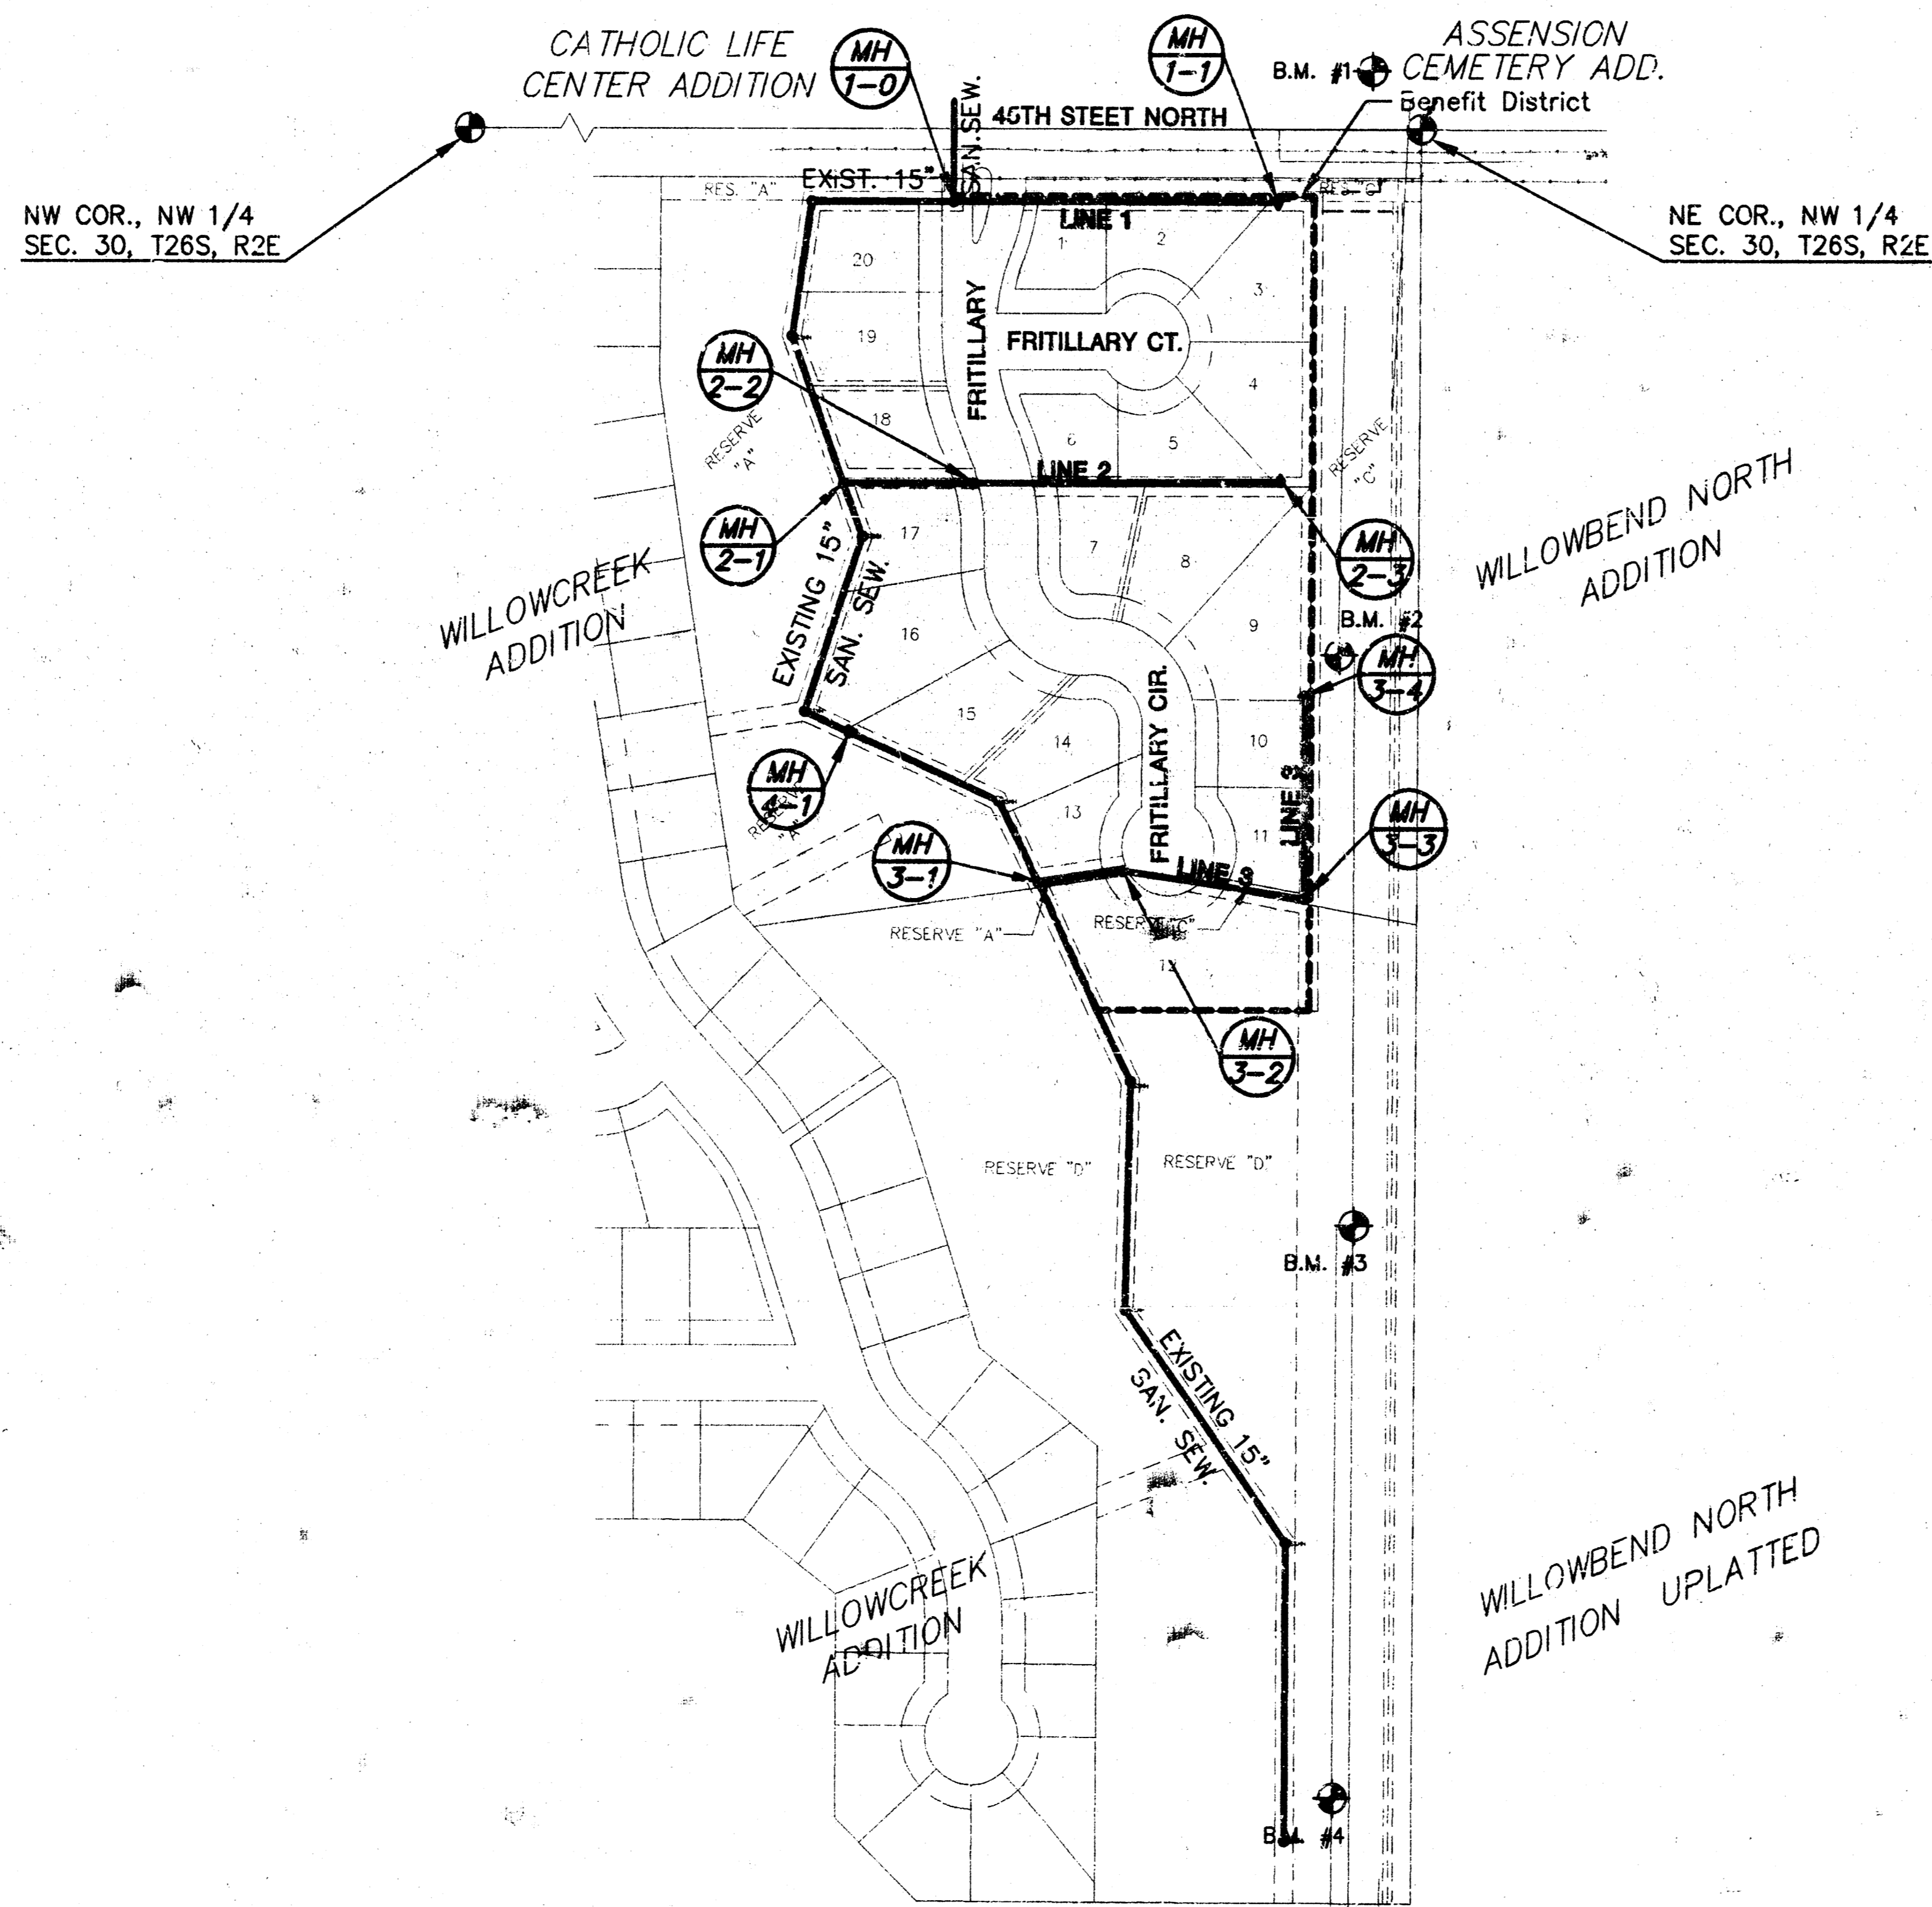 CATHOLIC LIFE
CENTER ADDITION
MH
1-0
SAN. SEW.
45TH STEET NORTH
MH
1-1
ASSENSION
CEMETERY ADD.
B.M. #1
Benefit District
NW COR., NW 1/4
SEC. 30, T26S, R2E
NE COR., NW 1/4
SEC. 30, T26S, R2E
RES. "A"
EXIST. 15"
RES. "C"
LINE 1
1
2
3
20
19
18
FRITILLARY
FRITILLARY CT.
4
5
6
MH
2-2
RESERVE
"A"
RESERVE
"C"
LINE 2
MH
2-1
MH
2-3
WILLOWCREEK
ADDITION
WILLOWBEND NORTH
ADDITION
EXISTING 15"
SAN. SEW.
17
16
7
8
9
B.M. #2
MH
3-4
15
14
13
FRITILLARY CIR.
10
11
LINE 3
MH
4-1
RESERVE
"A"
MH
3-1
MH
3-3
LINE 3
RESERVE "A"
RESERVE "C"
12
MH
3-2
RESERVE "D"
RESERVE "D"
B.M. #3
EXISTING 15"
SAN. SEW.
WILLOWCREEK
ADDITION
WILLOWBEND NORTH
ADDITION UPLATTED
B.M. #4